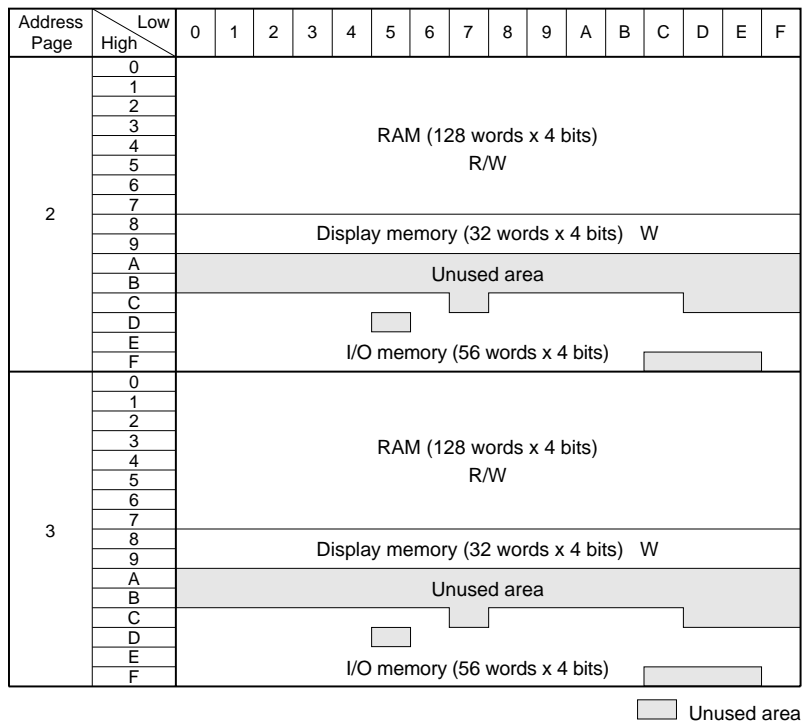 Address Page Low High 0 1 2 3 4 5 6 7 8 9 A B C D E F
2
0
1
2
3
4
5
6
7
8
9
A
B
C
D
E
F
RAM (128 words x 4 bits)
R/W
Display memory (32 words x 4 bits) W
Unused area
I/O memory (56 words x 4 bits)
3
0
1
2
3
4
5
6
7
8
9
A
B
C
D
E
F
RAM (128 words x 4 bits)
R/W
Display memory (32 words x 4 bits) W
Unused area
I/O memory (56 words x 4 bits)
Unused area